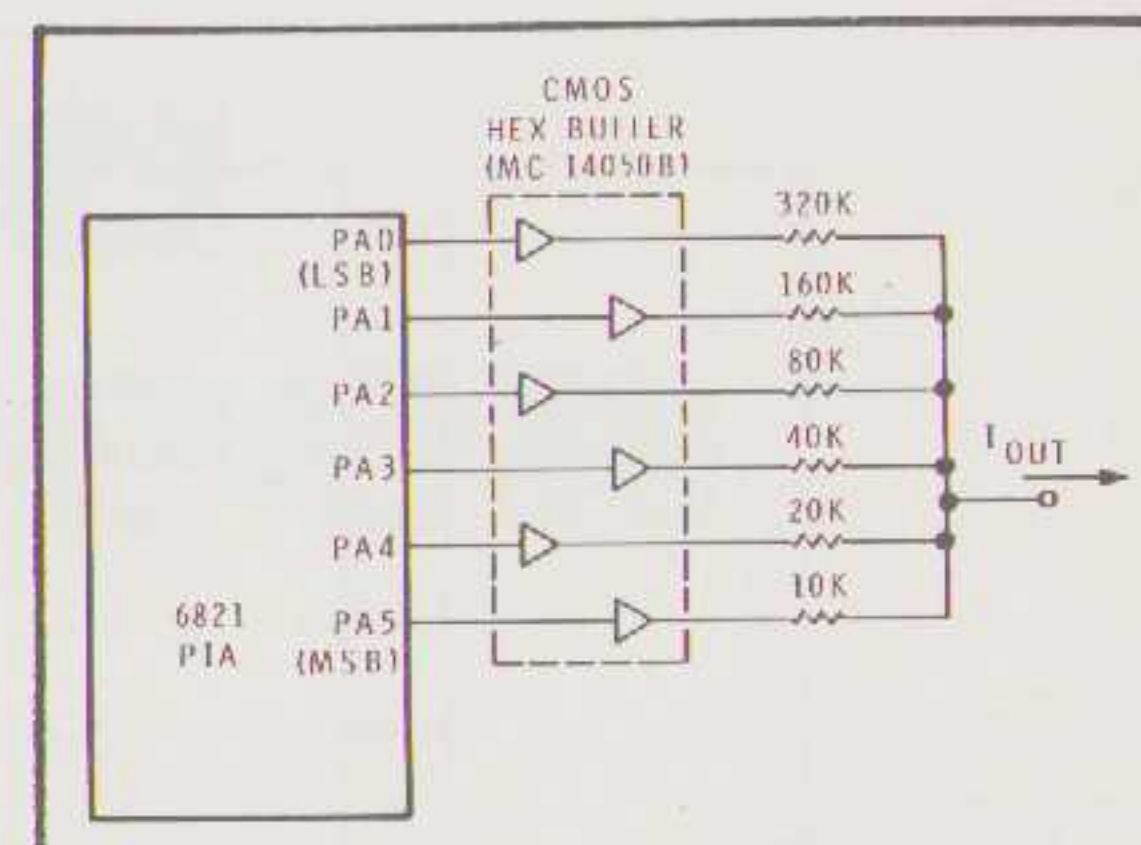 CMOS
HEX BUFFER
(MC 14050B)
320K
PA0
(LSB)
160K
PA1
80K
PA2
40K
IOUT
PA3
20K
PA4
10K
6821
PIA
PA5
(MSB)